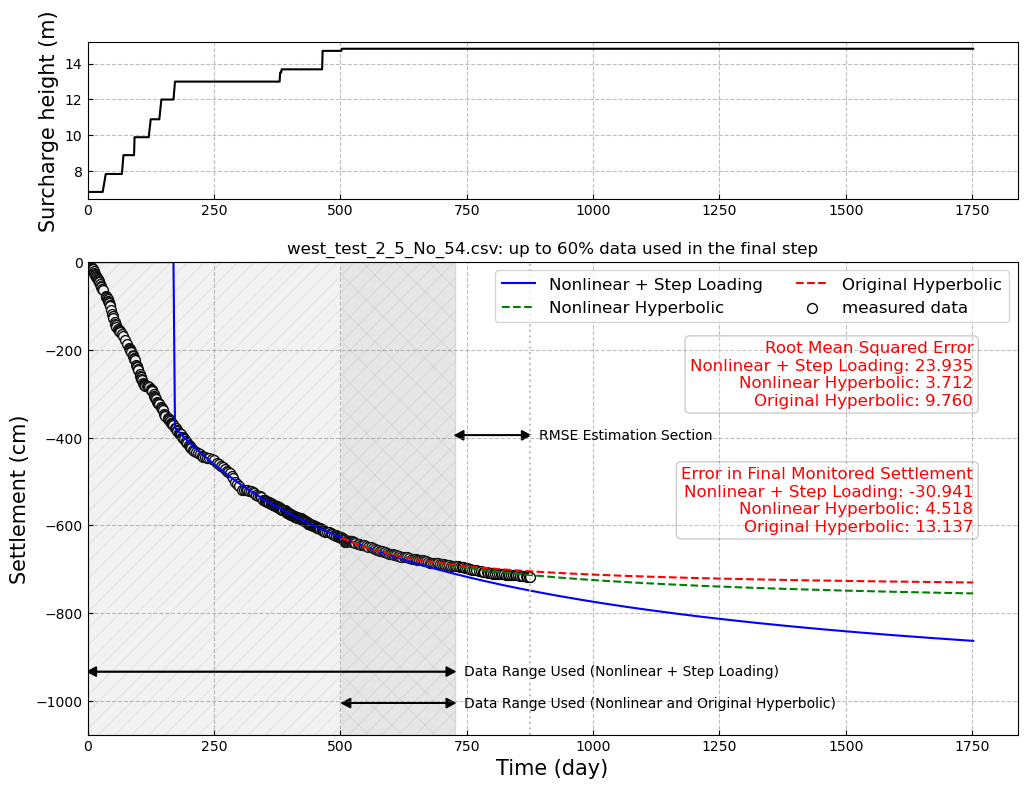 Surcharge height (m)
14
12
10
8
0 250 500 750 1000 1250 1500 1750
west_test_2_5_No_54.csv: up to 60% data used in the final step
Settlement (cm)
0
−200
−400
−600
−800
−1000
Nonlinear + Step Loading
Nonlinear Hyperbolic
Original Hyperbolic
measured data
Root Mean Squared Error
Nonlinear + Step Loading: 23.935
Nonlinear Hyperbolic: 3.712
Original Hyperbolic: 9.760
RMSE Estimation Section
Error in Final Monitored Settlement
Nonlinear + Step Loading: -30.941
Nonlinear Hyperbolic: 4.518
Original Hyperbolic: 13.137
Data Range Used (Nonlinear + Step Loading)
Data Range Used (Nonlinear and Original Hyperbolic)
0 250 500 750 1000 1250 1500 1750
Time (day)